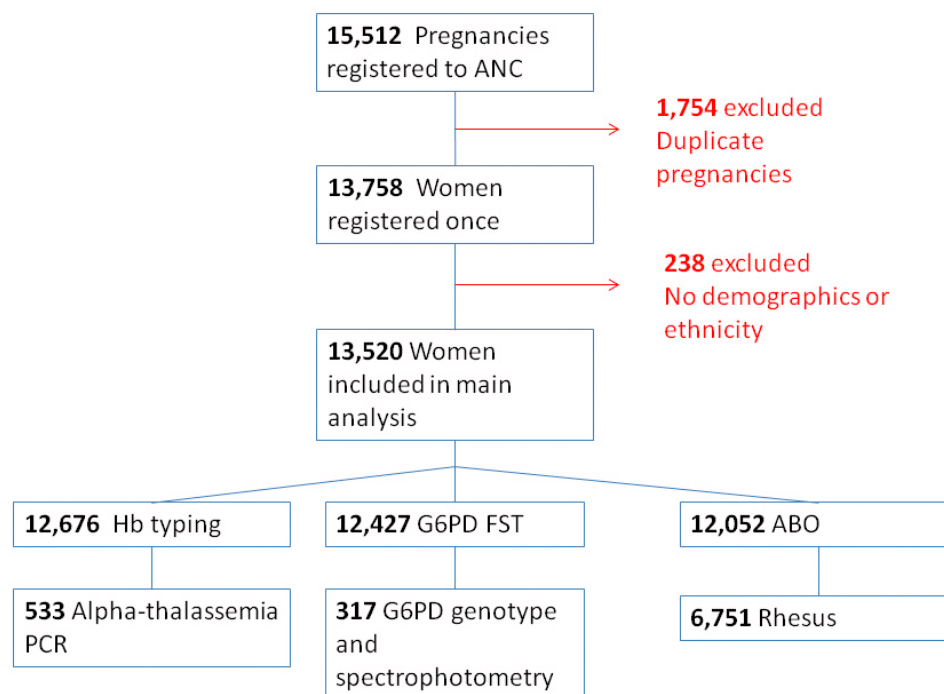 15,512 Pregnancies
registered to ANC
1,754 excluded
Duplicate
pregnancies
13,758 Women
registered once
238 excluded
No demographics or
ethnicity
13,520 Women
included in main
analysis
12,676 Hb typing
12,427 G6PD FST
12,052 ABO
533 Alpha-thalassemia
PCR
317 G6PD genotype
and
spectrophotometry
6,751 Rhesus